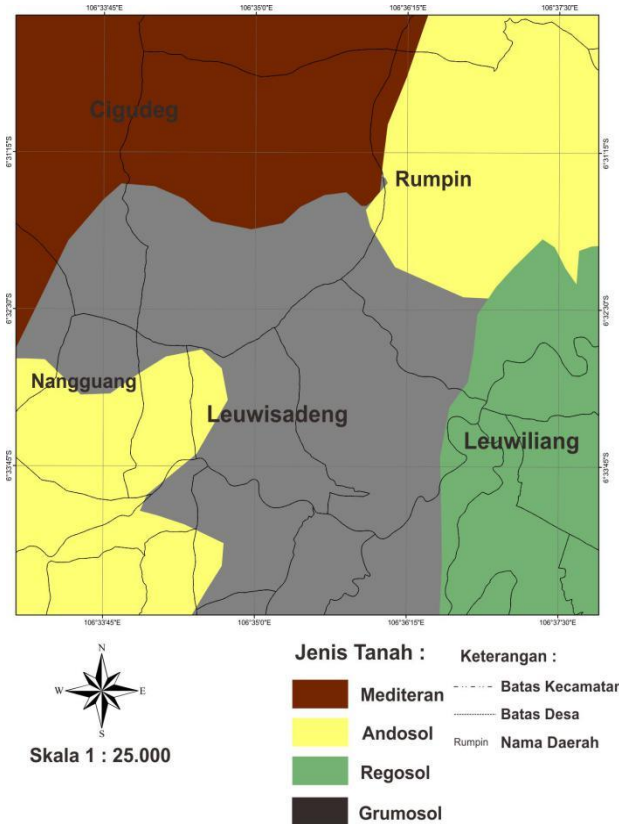 106°33'45"E 106°35'0"E 106°36'15"E 106°37'30"E
Cigudeg
6°31'15"S 6°31'15"S
Rumpin
6°32'30"S 6°32'30"S
Nangguang
Leuwisadeng
Leuwiliang
6°33'45"S 6°33'45"S
106°33'45"E 106°35'0"E 106°36'15"E 106°37'30"E
N
W E
S
Skala 1 : 25.000
Jenis Tanah :
Mediteran
Andosol
Regosol
Grumosol
Keterangan :
Batas Kecamatan
Batas Desa
Rumpin Nama Daerah